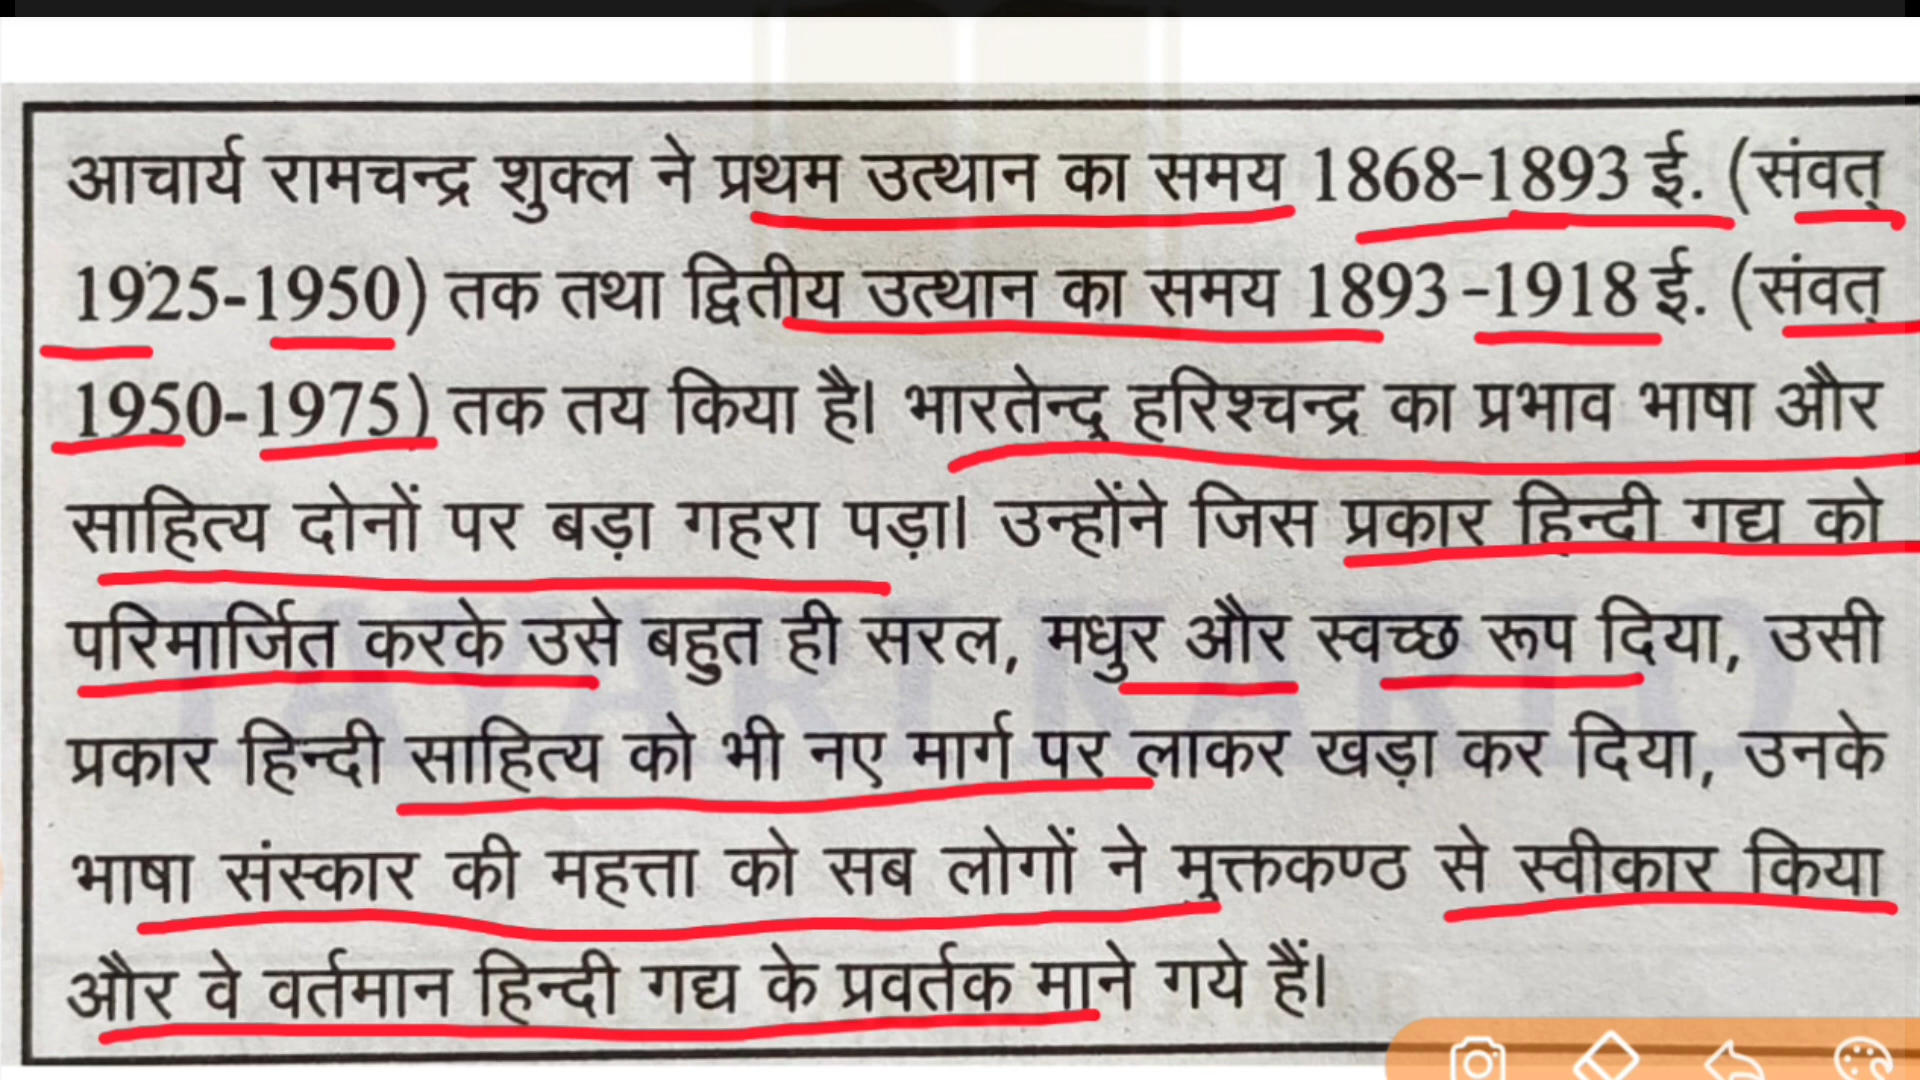 आचार्य रामचन्द्र शुक्ल ने प्रथम उत्थान का समय 1868-1893 ई. (संवत्
1925-1950) तक तथा द्वितीय उत्थान का समय 1893 -1918 ई. (संवत्
1950-1975) तक तय किया है। भारतेन्दु हरिश्चन्द्र का प्रभाव भाषा और
साहित्य दोनों पर बड़ा गहरा पड़ा। उन्होंने जिस प्रकार हिन्दी गद्य को
परिमार्जित करके उसे बहुत ही सरल, मधुर और स्वच्छ रूप दिया, उसी
प्रकार हिन्दी साहित्य को भी नए मार्ग पर लाकर खड़ा कर दिया, उनके
भाषा संस्कार की महत्ता को सब लोगों ने मुक्तकण्ठ से स्वीकार किया
और वे वर्तमान हिन्दी गद्य के प्रवर्तक माने गये हैं।
TAYARI KARLO